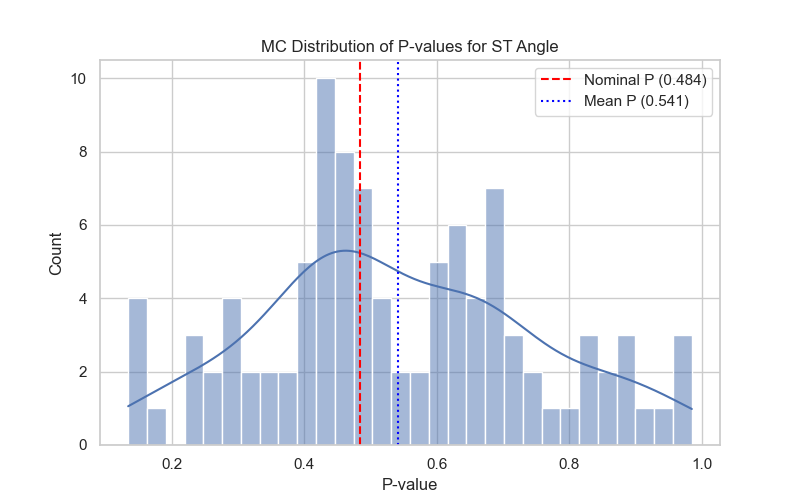 MC Distribution of P-values for ST Angle
Nominal P (0.484)
Mean P (0.541)
Count
10
8
6
4
2
0
0.2 0.4 0.6 0.8 1.0
P-value